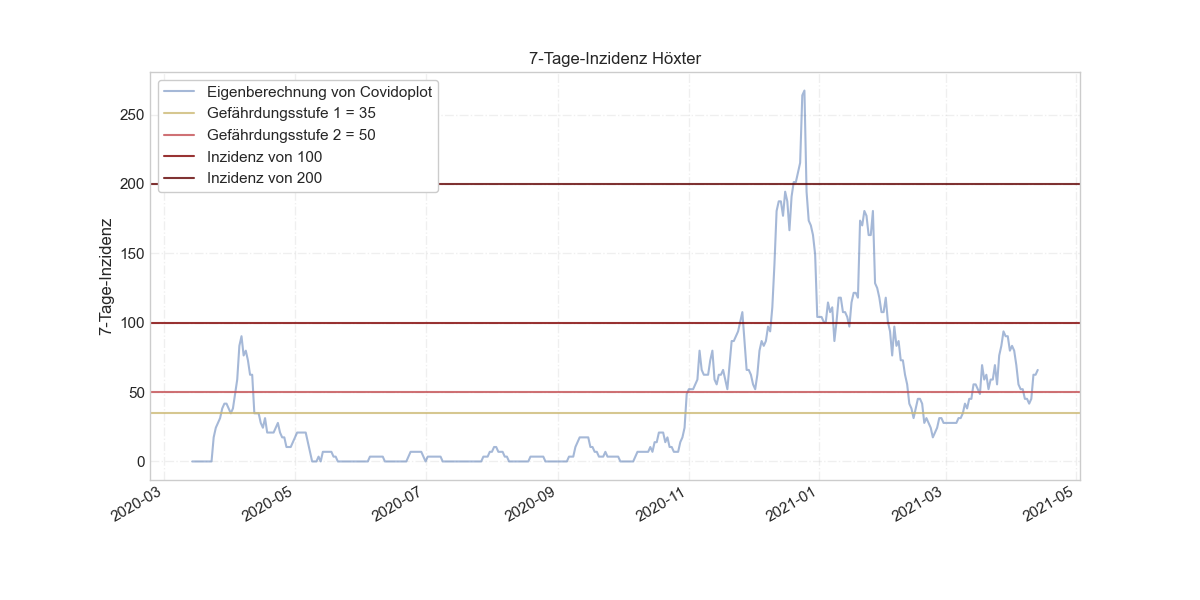 7-Tage-Inzidenz Höxter
Eigenberechnung von Covidoplot
Gefährdungsstufe 1 = 35
Gefährdungsstufe 2 = 50
Inzidenz von 100
Inzidenz von 200
7-Tage-Inzidenz
250
200
150
100
50
0
2020-03
2020-05
2020-07
2020-09
2020-11
2021-01
2021-03
2021-05